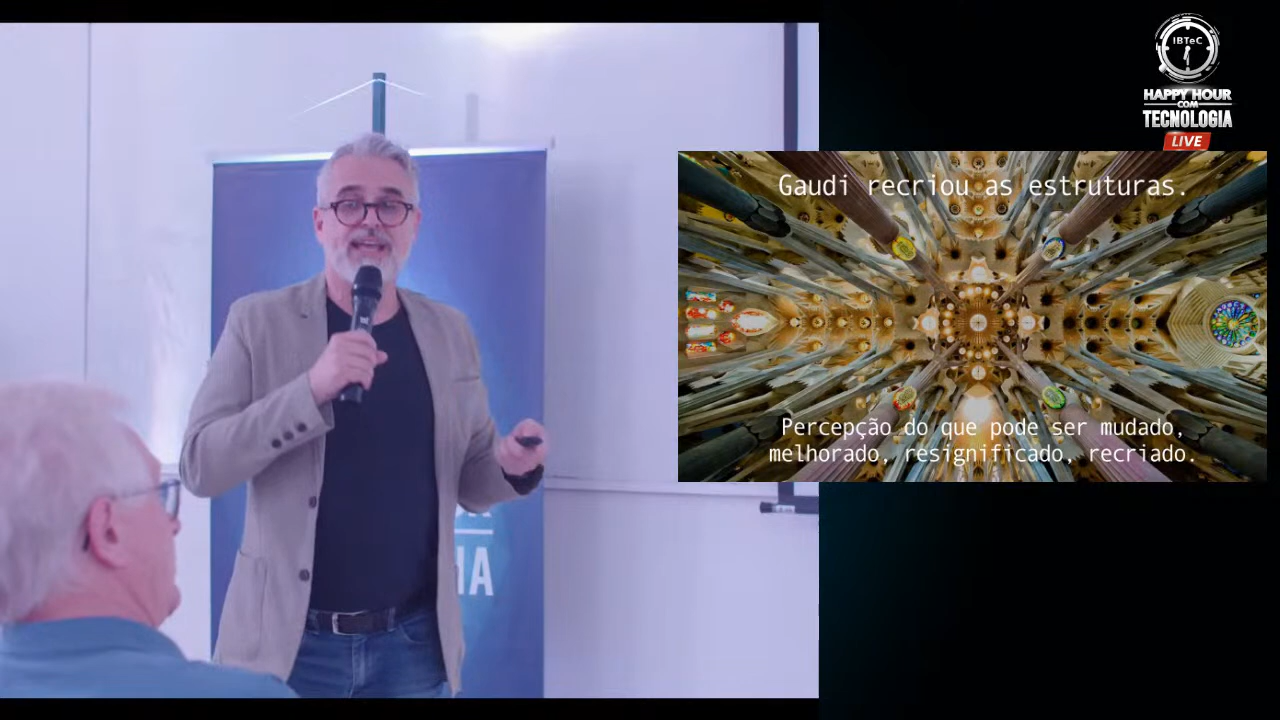 IBTeC
HAPPY HOUR
COM
TECNOLOGIA
LIVE
Gaudi recriou as estruturas.
Percepção do que pode ser mudado,
melhorado, resignificado, recriado.
IA